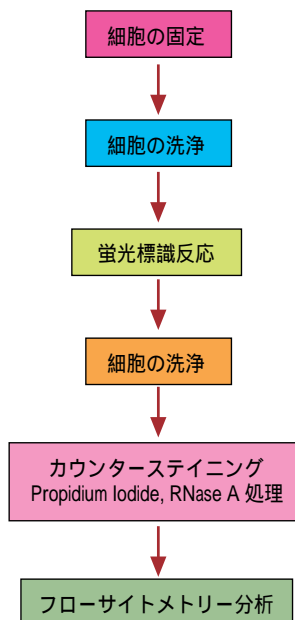 細胞の固定
細胞の洗浄
蛍光標識反応
細胞の洗浄
カウンターステイニング
Propidium Iodide, RNase A 処理
フローサイトメトリー分析